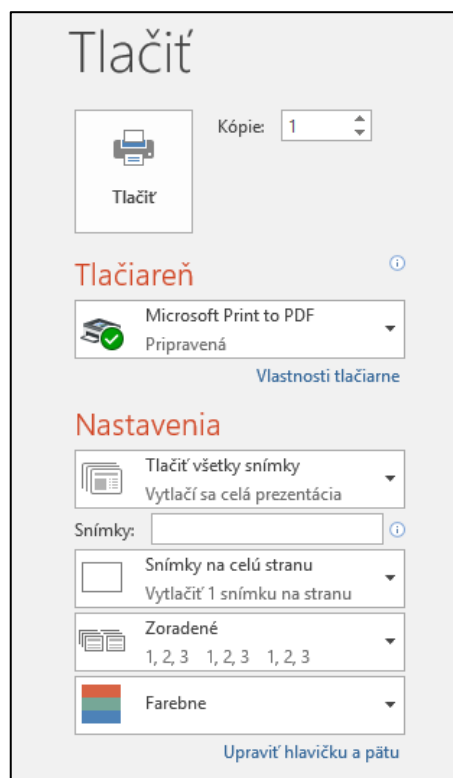 Tlačiť
Kópie: 1
Tlačiť
Tlačiareň
Microsoft Print to PDF
Pripravená
Vlastnosti tlačiarne
Nastavenia
Tlačiť všetky snímky
Vytlačí sa celá prezentácia
Snímky:
Snímky na celú stranu
Vytlačiť 1 snímku na stranu
Zoradené
1, 2, 3 1, 2, 3 1, 2, 3
Farebne
Upraviť hlavičku a pätu